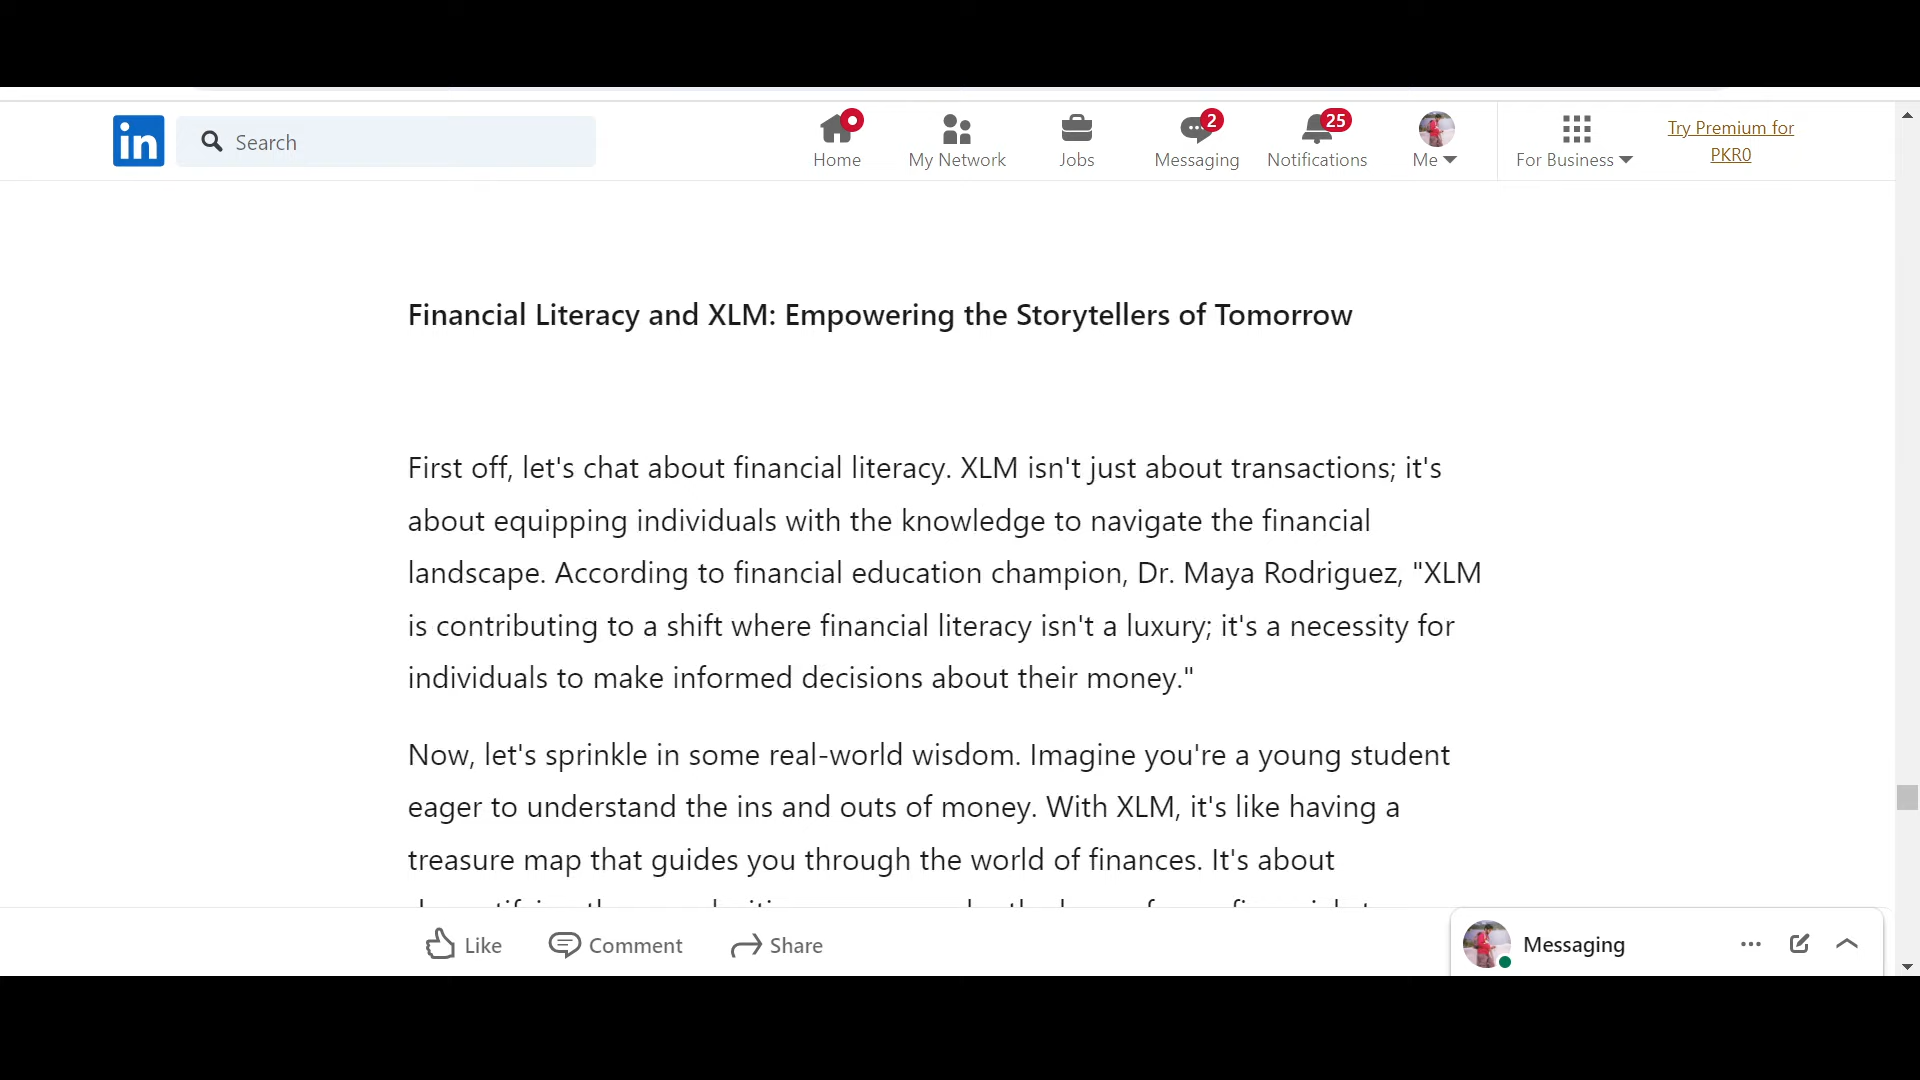 in
Search
Home
My Network
Jobs
2
Messaging
25
Notifications
Me
For Business
Try Premium for
PKR0
Financial Literacy and XLM: Empowering the Storytellers of Tomorrow
First off, let's chat about financial literacy. XLM isn't just about transactions; it's
about equipping individuals with the knowledge to navigate the financial
landscape. According to financial education champion, Dr. Maya Rodriguez, "XLM
is contributing to a shift where financial literacy isn't a luxury; it's a necessity for
individuals to make informed decisions about their money."
Now, let's sprinkle in some real-world wisdom. Imagine you're a young student
eager to understand the ins and outs of money. With XLM, it's like having a
treasure map that guides you through the world of finances. It's about
Like
Comment
Share
Messaging